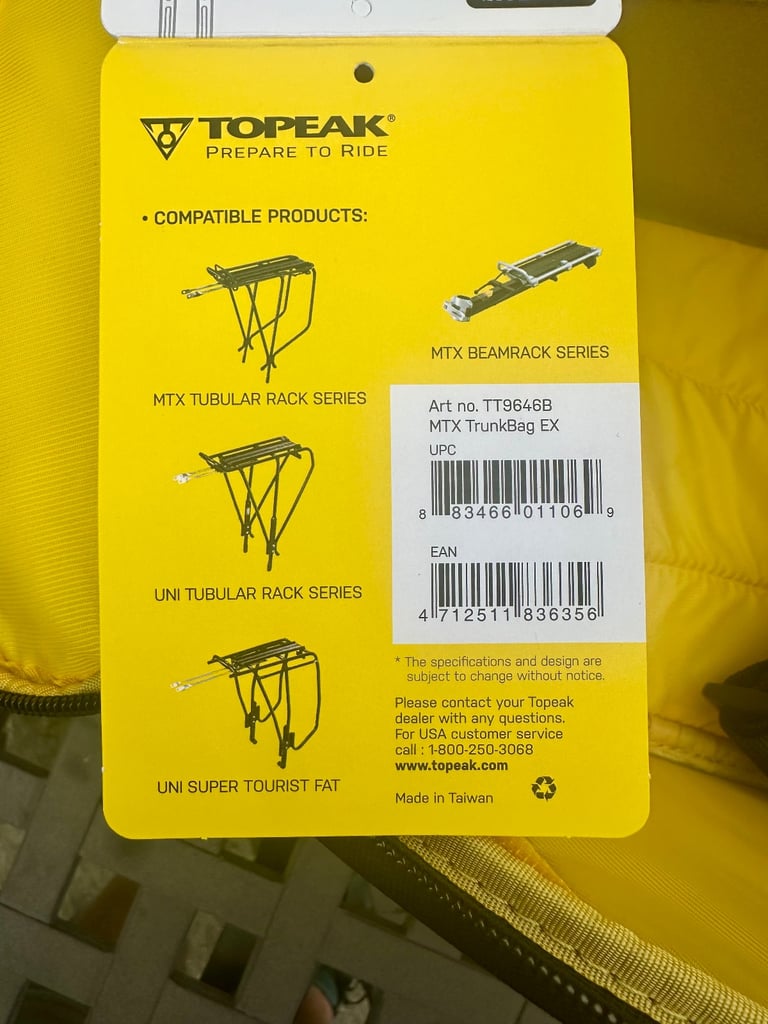 TOPEAK®
PREPARE TO RIDE
• COMPATIBLE PRODUCTS:
MTX TUBULAR RACK SERIES
UNI TUBULAR RACK SERIES
UNI SUPER TOURIST FAT
MTX BEAMRACK SERIES
Art no. TT9646B
MTX TrunkBag EX
UPC
8 83466 01106 9
EAN
4 712511 836356
* The specifications and design are
subject to change without notice.
Please contact your Topeak
dealer with any questions.
For USA customer service
call : 1-800-250-3068
www.topeak.com
Made in Taiwan